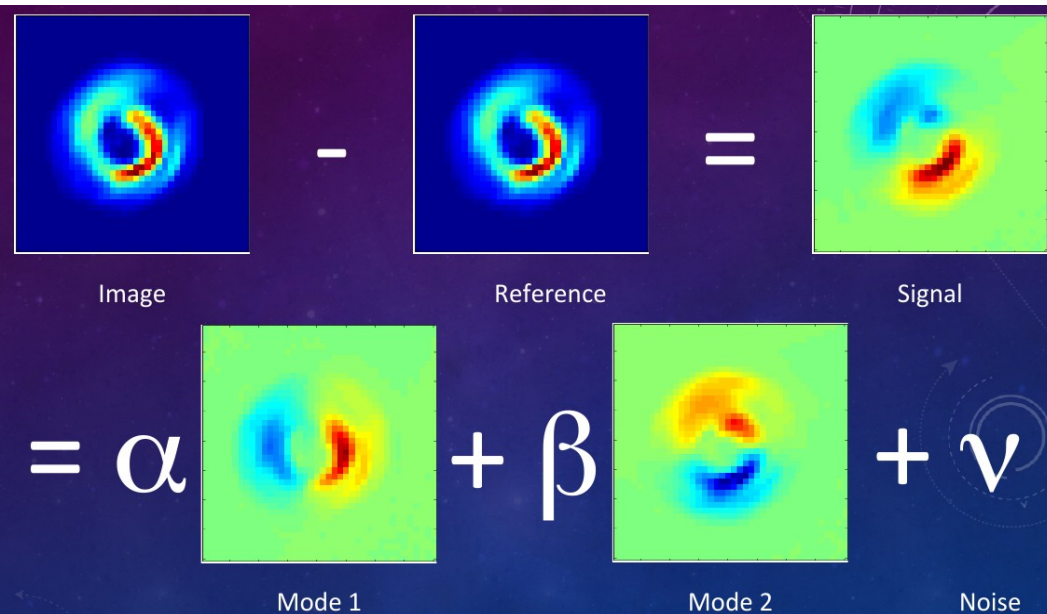 - =
Image Reference Signal
= α + β + ν
Mode 1 Mode 2 Noise